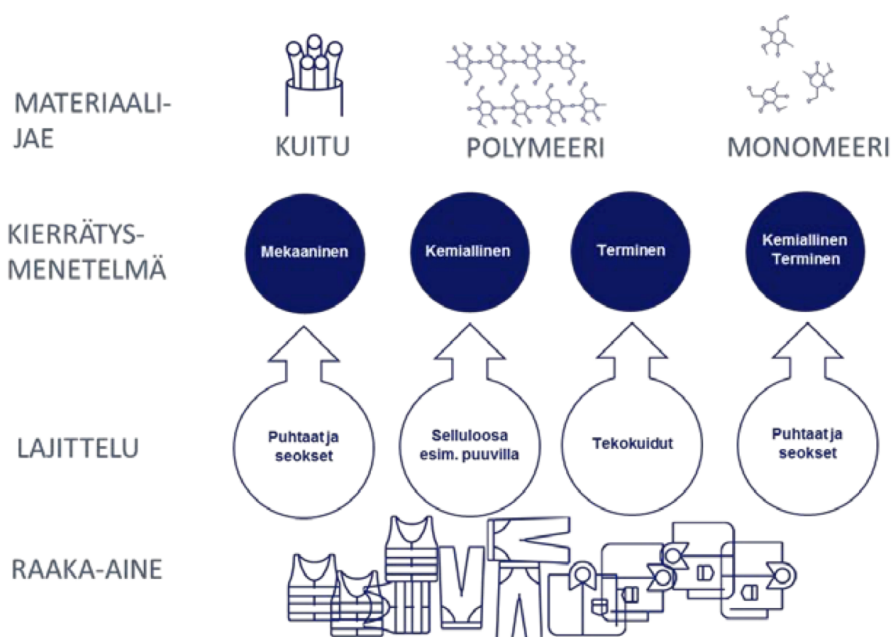 MATERIAALI-
JAE
KUITU
POLYMEERI
MONOMEERI
KIERRÄTYS-
MENETELMÄ
Mekaaninen
Kemiallinen
Terminen
Kemiallinen
Terminen
LAJITTELU
Puhtaat ja
seokset
Selluloosa
esim. puuvilla
Tekokuidut
Puhtaat ja
seokset
RAAKA-AINE